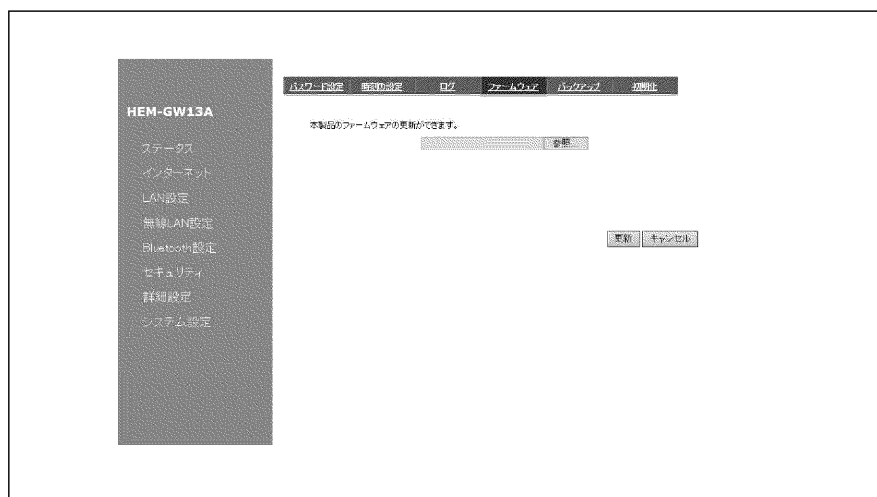 パスワード設定 時刻の設定 ログ ファームウェア バックアップ 初期化
HEM-GW13A
本製品のファームウェアの更新ができます。
参照...
ステータス
インターネット
LAN設定
無線LAN設定
Bluetooth設定
セキュリティ
詳細設定
システム設定
更新 キャンセル